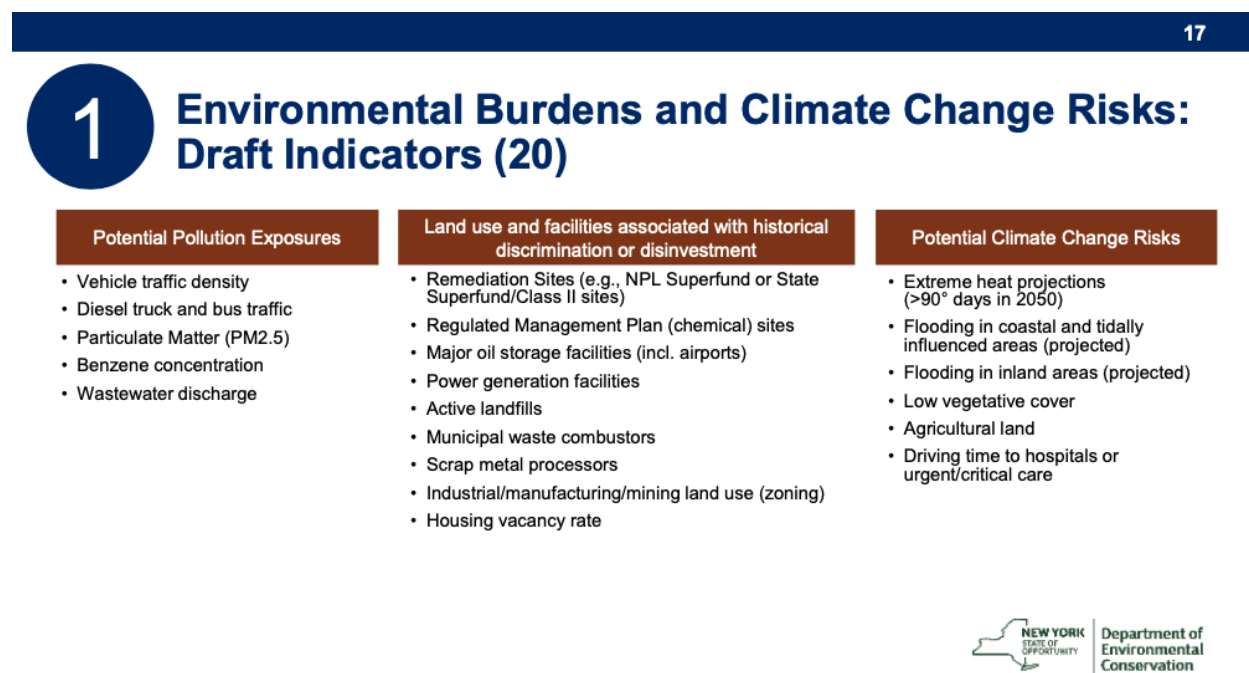 17
1
Environmental Burdens and Climate Change Risks:
Draft Indicators (20)
Potential Pollution Exposures
• Vehicle traffic density
• Diesel truck and bus traffic
• Particulate Matter (PM2.5)
• Benzene concentration
• Wastewater discharge
Land use and facilities associated with historical
discrimination or disinvestment
• Remediation Sites (e.g., NPL Superfund or State
Superfund/Class II sites)
• Regulated Management Plan (chemical) sites
• Major oil storage facilities (incl. airports)
• Power generation facilities
• Active landfills
• Municipal waste combustors
• Scrap metal processors
• Industrial/manufacturing/mining land use (zoning)
• Housing vacancy rate
Potential Climate Change Risks
• Extreme heat projections
(>90° days in 2050)
• Flooding in coastal and tidally
influenced areas (projected)
• Flooding in inland areas (projected)
• Low vegetative cover
• Agricultural land
• Driving time to hospitals or
urgent/critical care
NEW YORK
STATE OF
OPPORTUNITY
Department of
Environmental
Conservation